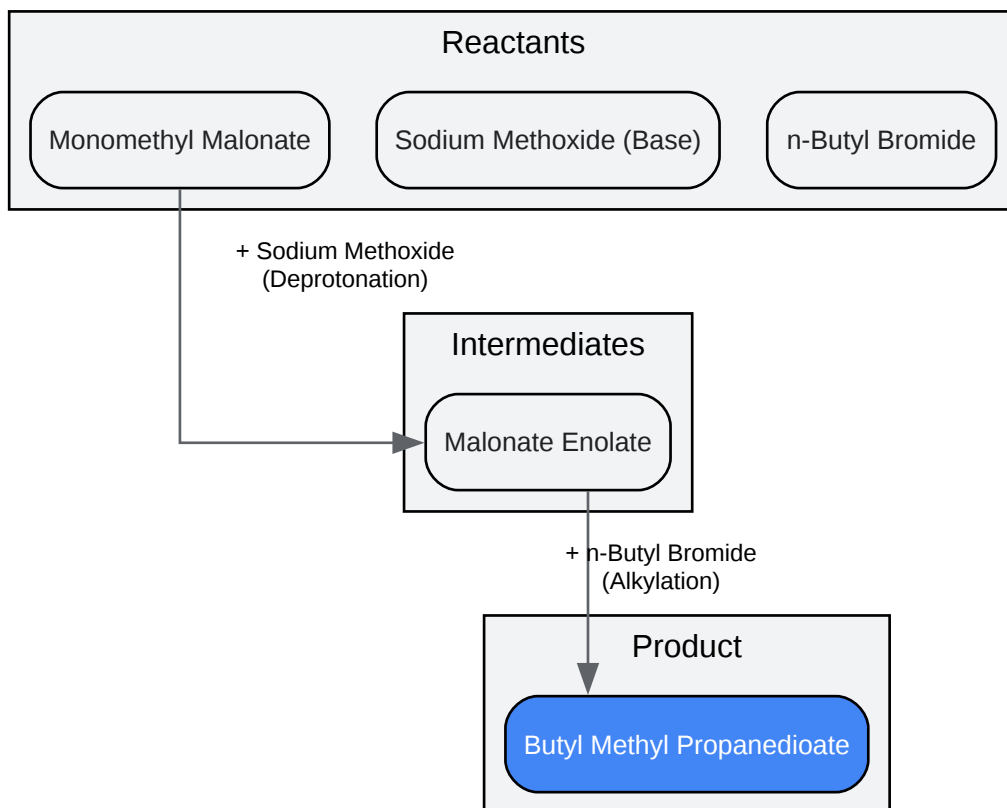 Reactants
Monomethyl Malonate
Sodium Methoxide (Base)
n-Butyl Bromide
+ Sodium Methoxide
(Deprotonation)
Intermediates
Malonate Enolate
+ n-Butyl Bromide
(Alkylation)
Product
Butyl Methyl Propanedioate